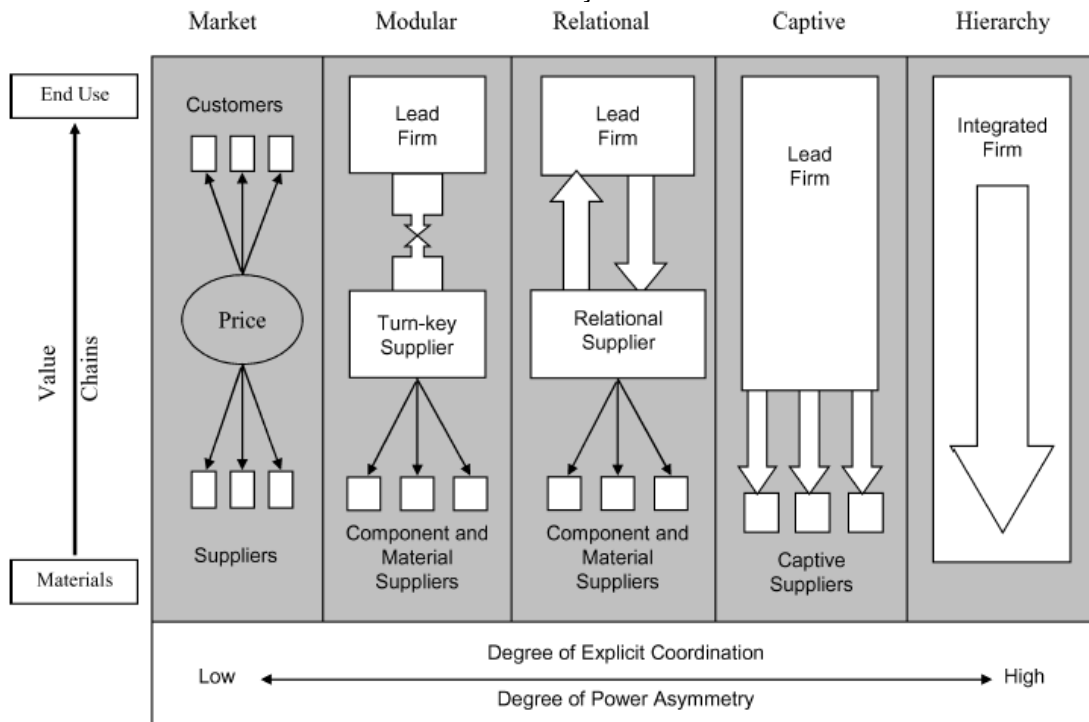 Market
Modular
Relational
Captive
Hierarchy
End Use
Value
Chains
Materials
Customers
Price
Suppliers
Lead
Firm
Turn-key
Supplier
Component and
Material
Suppliers
Lead
Firm
Relational
Supplier
Component and
Material
Suppliers
Lead
Firm
Captive
Suppliers
Integrated
Firm
Degree of Explicit Coordination
Low
High
Degree of Power Asymmetry